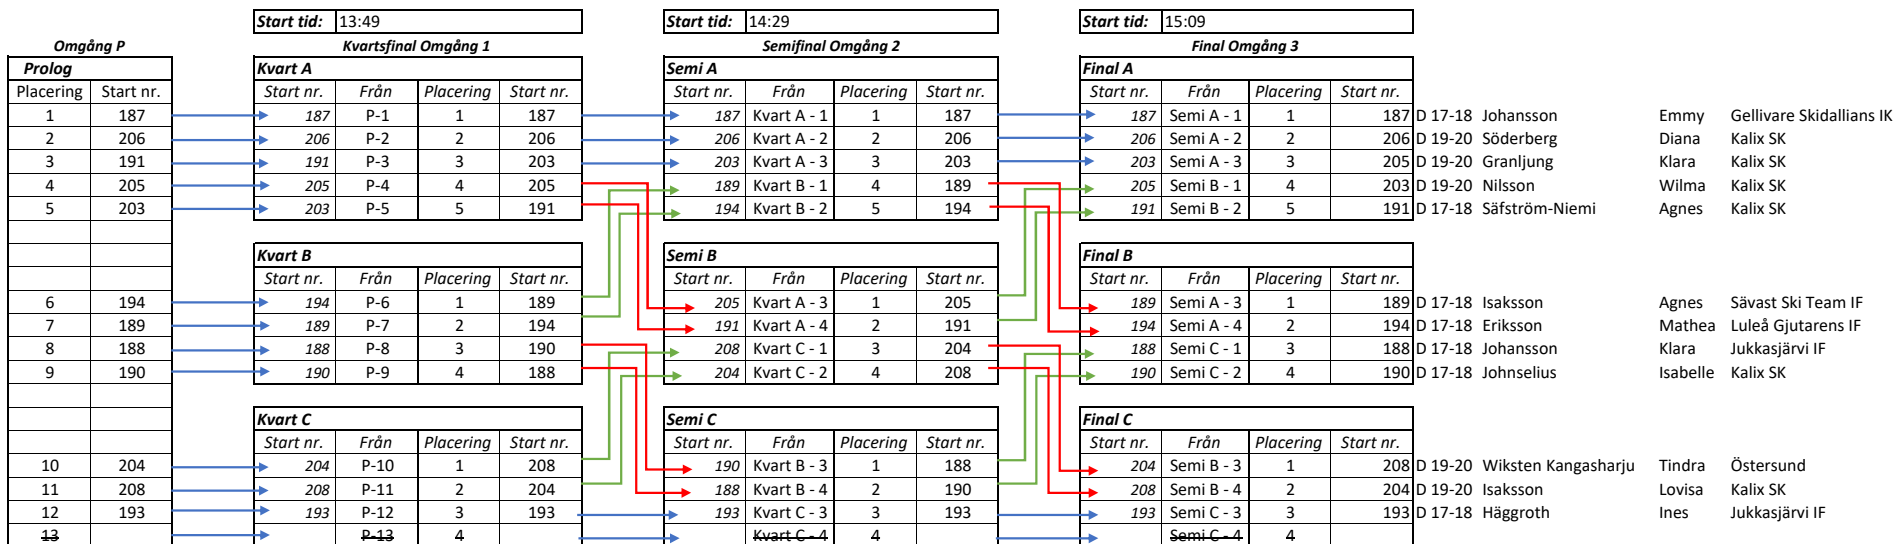 Start tid: 13:49 Start tid: 14:29 Start tid: 15:09
Omgång P Kvartsfinal Omgång 1 Semifinal Omgång 2 Final Omgång 3
Prolog Kvart A Semi A Final A
Placering Start nr. Start nr. Från Placering Start nr. Start nr. Från Placering Start nr. Start nr. Från Placering Start nr.
1 187 187 P-1 1 187 187 Kvart A - 1 1 187 187 Semi A - 1 1 187 D 17-18 Johansson Emmy Gellivare Skidallians IK
2 206 206 P-2 2 206 206 Kvart A - 2 2 206 206 Semi A - 2 2 206 D 19-20 Söderberg Diana Kalix SK
3 191 191 P-3 3 203 203 Kvart A - 3 3 203 203 Semi A - 3 3 205 D 19-20 Granljung Klara Kalix SK
4 205 205 P-4 4 205 189 Kvart B - 1 4 189 205 Semi B - 1 4 203 D 19-20 Nilsson Wilma Kalix SK
5 203 203 P-5 5 191 194 Kvart B - 2 5 194 191 Semi B - 2 5 191 D 17-18 Säfström-Niemi Agnes Kalix SK
Kvart B Semi B Final B
Start nr. Från Placering Start nr. Start nr. Från Placering Start nr. Start nr. Från Placering Start nr.
6 194 194 P-6 1 189 205 Kvart A - 3 1 205 189 Semi A - 3 1 189 D 17-18 Isaksson Agnes Sävast Ski Team IF
7 189 189 P-7 2 194 191 Kvart A - 4 2 191 194 Semi A - 4 2 194 D 17-18 Eriksson Mathea Luleå Gjutarens IF
8 188 188 P-8 3 190 208 Kvart C - 1 3 204 188 Semi C - 1 3 188 D 17-18 Johansson Klara Jukkasjärvi IF
9 190 190 P-9 4 188 204 Kvart C - 2 4 208 190 Semi C - 2 4 190 D 17-18 Johnselius Isabelle Kalix SK
Kvart C Semi C Final C
Start nr. Från Placering Start nr. Start nr. Från Placering Start nr. Start nr. Från Placering Start nr.
10 204 204 P-10 1 208 190 Kvart B - 3 1 188 204 Semi B - 3 1 208 D 19-20 Wiksten Kangasharju Tindra Östersund
11 208 208 P-11 2 204 188 Kvart B - 4 2 190 208 Semi B - 4 2 204 D 19-20 Isaksson Lovisa Kalix SK
12 193 193 P-12 3 193 193 Kvart C - 3 3 193 193 Semi C - 3 3 193 D 17-18 Häggroth Ines Jukkasjärvi IF
13 P-13 4 Kvart C - 4 4 Semi C - 4 4